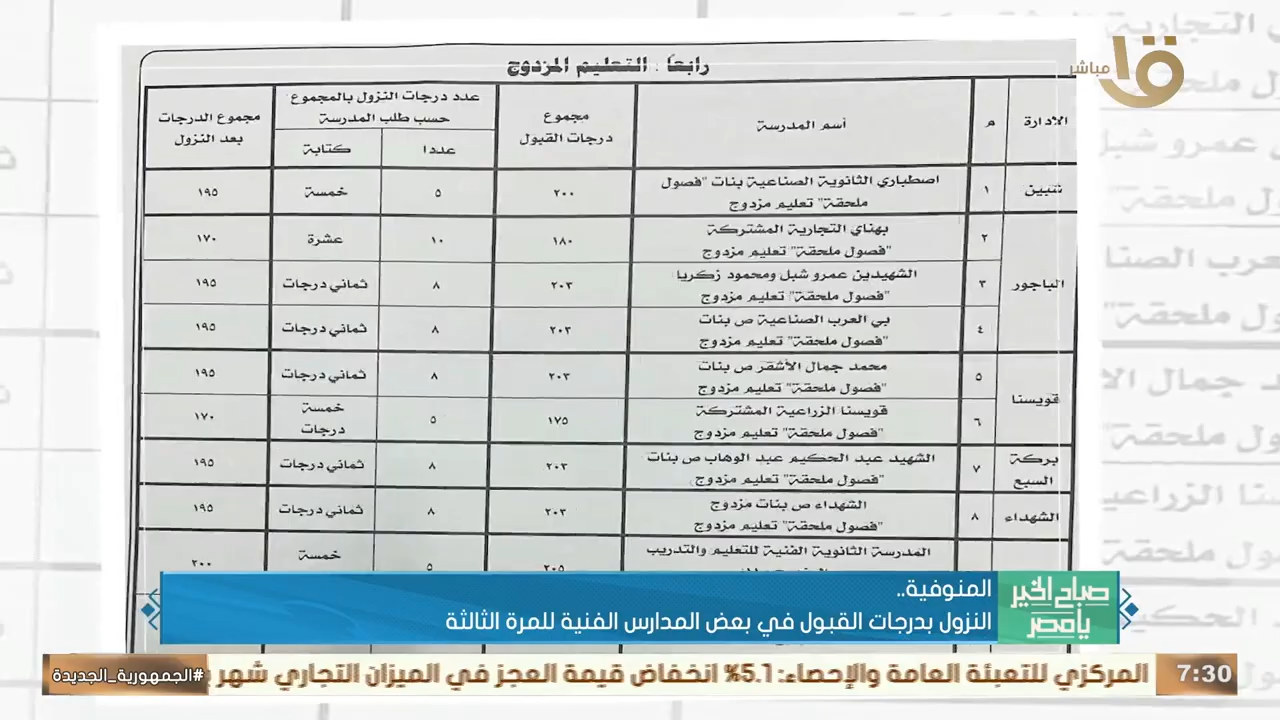 رابعاً . التعليم المزدوج
مباشر
الادارة م أسم المدرسة مجموع درجات القبول عدد درجات النزول بالمجموع حسب طلب المدرسة عددا كتابة مجموع الدرجات بعد النزول
شبين ١ اصطباري الثانوية الصناعية بنات "فصول ملحقة" تعليم مزدوج ٢٠٠ ٥ خمسة ١٩٥
الباجور ٢ بهناي التجارية المشتركة "فصول ملحقة" تعليم مزدوج ١٨٠ ١٠ عشرة ١٧٠
٣ الشهيدين عمرو شبل ومحمود زكريا "فصول ملحقة" تعليم مزدوج ٢٠٣ ٨ ثماني درجات ١٩٥
٤ بي العرب الصناعية ص بنات "فصول ملحقة" تعليم مزدوج ٢٠٣ ٨ ثماني درجات ١٩٥
قويسنا ٥ محمد جمال الأشقر ص بنات "فصول ملحقة" تعليم مزدوج ٢٠٣ ٨ ثماني درجات ١٩٥
٦ قويسنا الزراعية المشتركة "فصول ملحقة" تعليم مزدوج ١٧٥ ٥ خمسة درجات ١٧٠
بركة السبع ٧ الشهيد عبد الحكيم عبد الوهاب ص بنات "فصول ملحقة" تعليم مزدوج ٢٠٣ ٨ ثماني درجات ١٩٥
الشهداء ٨ الشهداء ص بنات مزدوج "فصول ملحقة" تعليم مزدوج ٢٠٣ ٨ ثماني درجات ١٩٥
المدرسة الثانوية الفنية للتعليم والتدريب ٢٠٥ ٥ خمسة ٢٠٠
صباح الخير يا مصر
المنوفية..
النزول بدرجات القبول في بعض المدارس الفنية للمرة الثالثة
7:30 المركزي للتعبئة العامة والإحصاء: 5.1% انخفاض قيمة العجز في الميزان التجاري شهر #الجمهورية_الجديدة